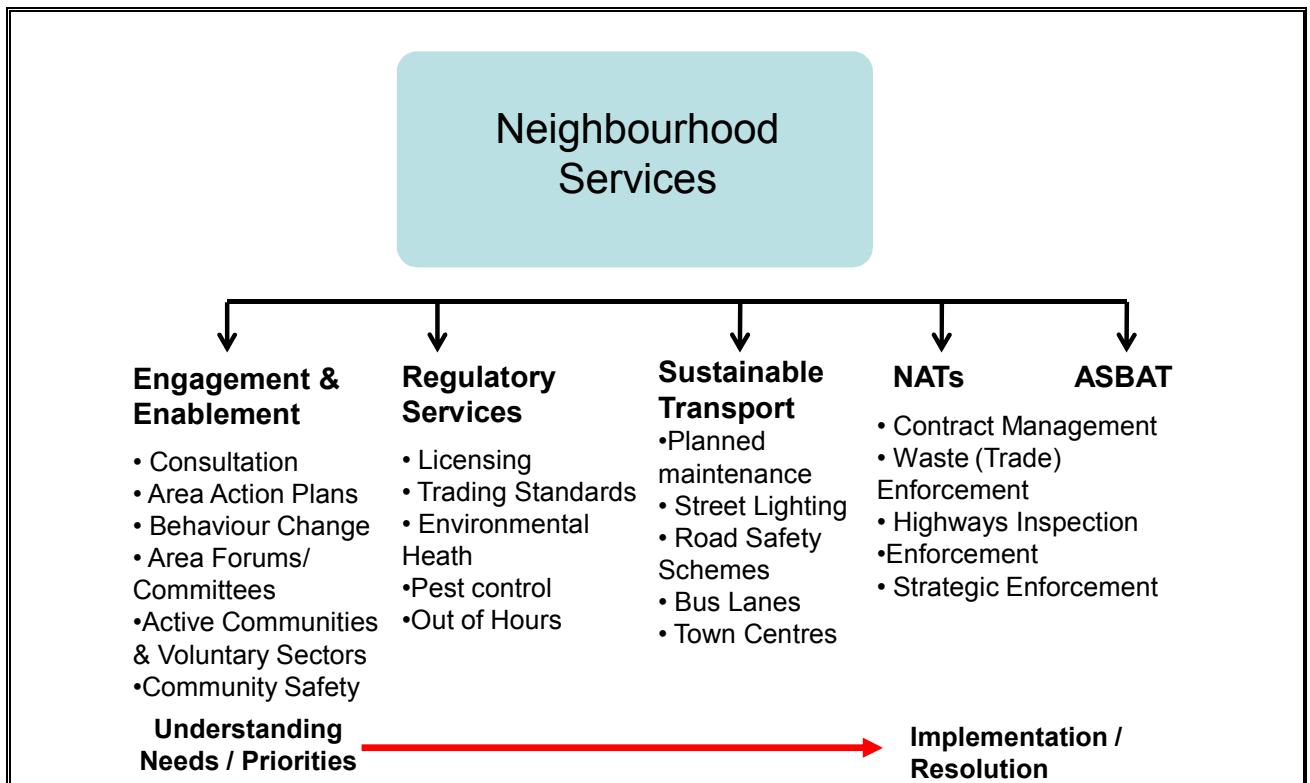 Neighbourhood
Services
Engagement &
Enablement
• Consultation
• Area Action Plans
• Behaviour Change
• Area Forums/
Committees
•Active Communities
& Voluntary Sectors
•Community Safety
Regulatory
Services
• Licensing
• Trading Standards
• Environmental
Heath
•Pest control
•Out of Hours
Sustainable
Transport
•Planned
maintenance
• Street Lighting
• Road Safety
Schemes
• Bus Lanes
• Town Centres
NATs
ASBAT
• Contract Management
• Waste (Trade)
Enforcement
• Highways Inspection
•Enforcement
• Strategic Enforcement
Understanding
Needs / Priorities
Implementation /
Resolution